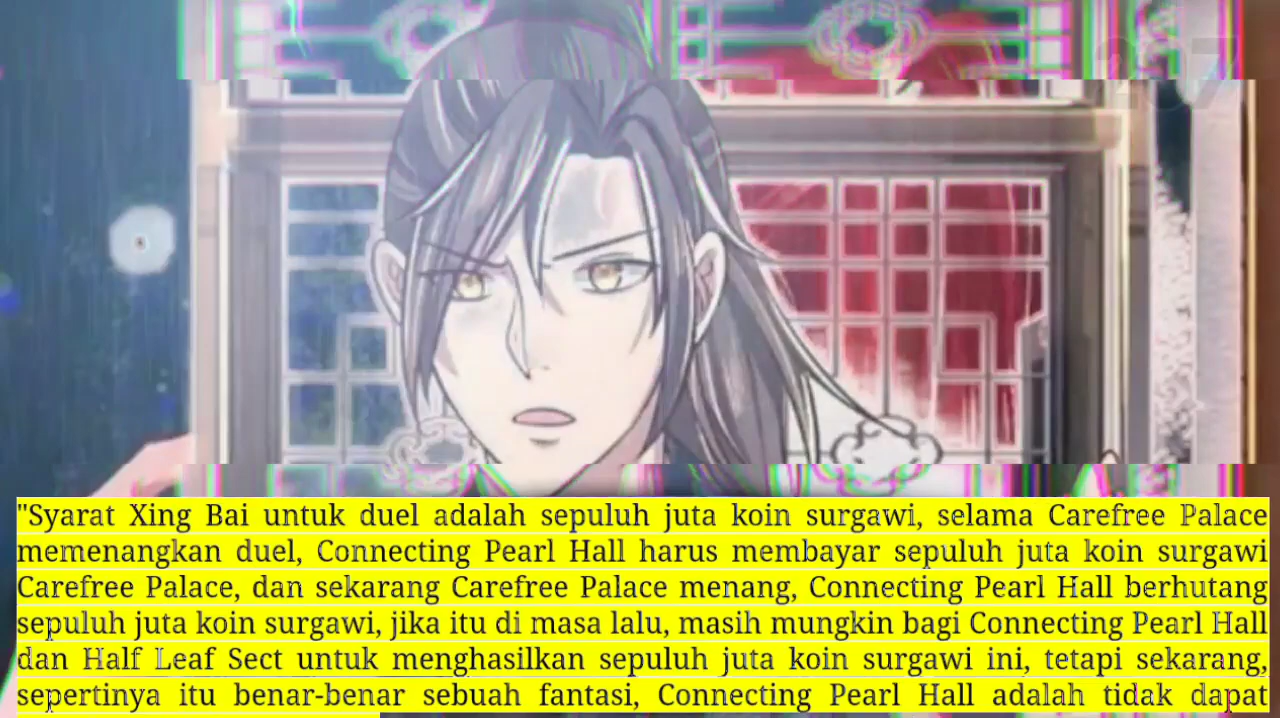 "Syarat Xing Bai untuk duel adalah sepuluh juta koin surgawi, selama Carefree Palace
memenangkan duel, Connecting Pearl Hall harus membayar sepuluh juta koin surgawi
Carefree Palace, dan sekarang Carefree Palace menang, Connecting Pearl Hall berhutang
sepuluh juta koin surgawi, jika itu di masa lalu, masih mungkin bagi Connecting Pearl Hall
dan Half Leaf Sect untuk menghasilkan sepuluh juta koin surgawi ini, tetapi sekarang,
sepertinya itu benar-benar sebuah fantasi, Connecting Pearl Hall adalah tidak dapat